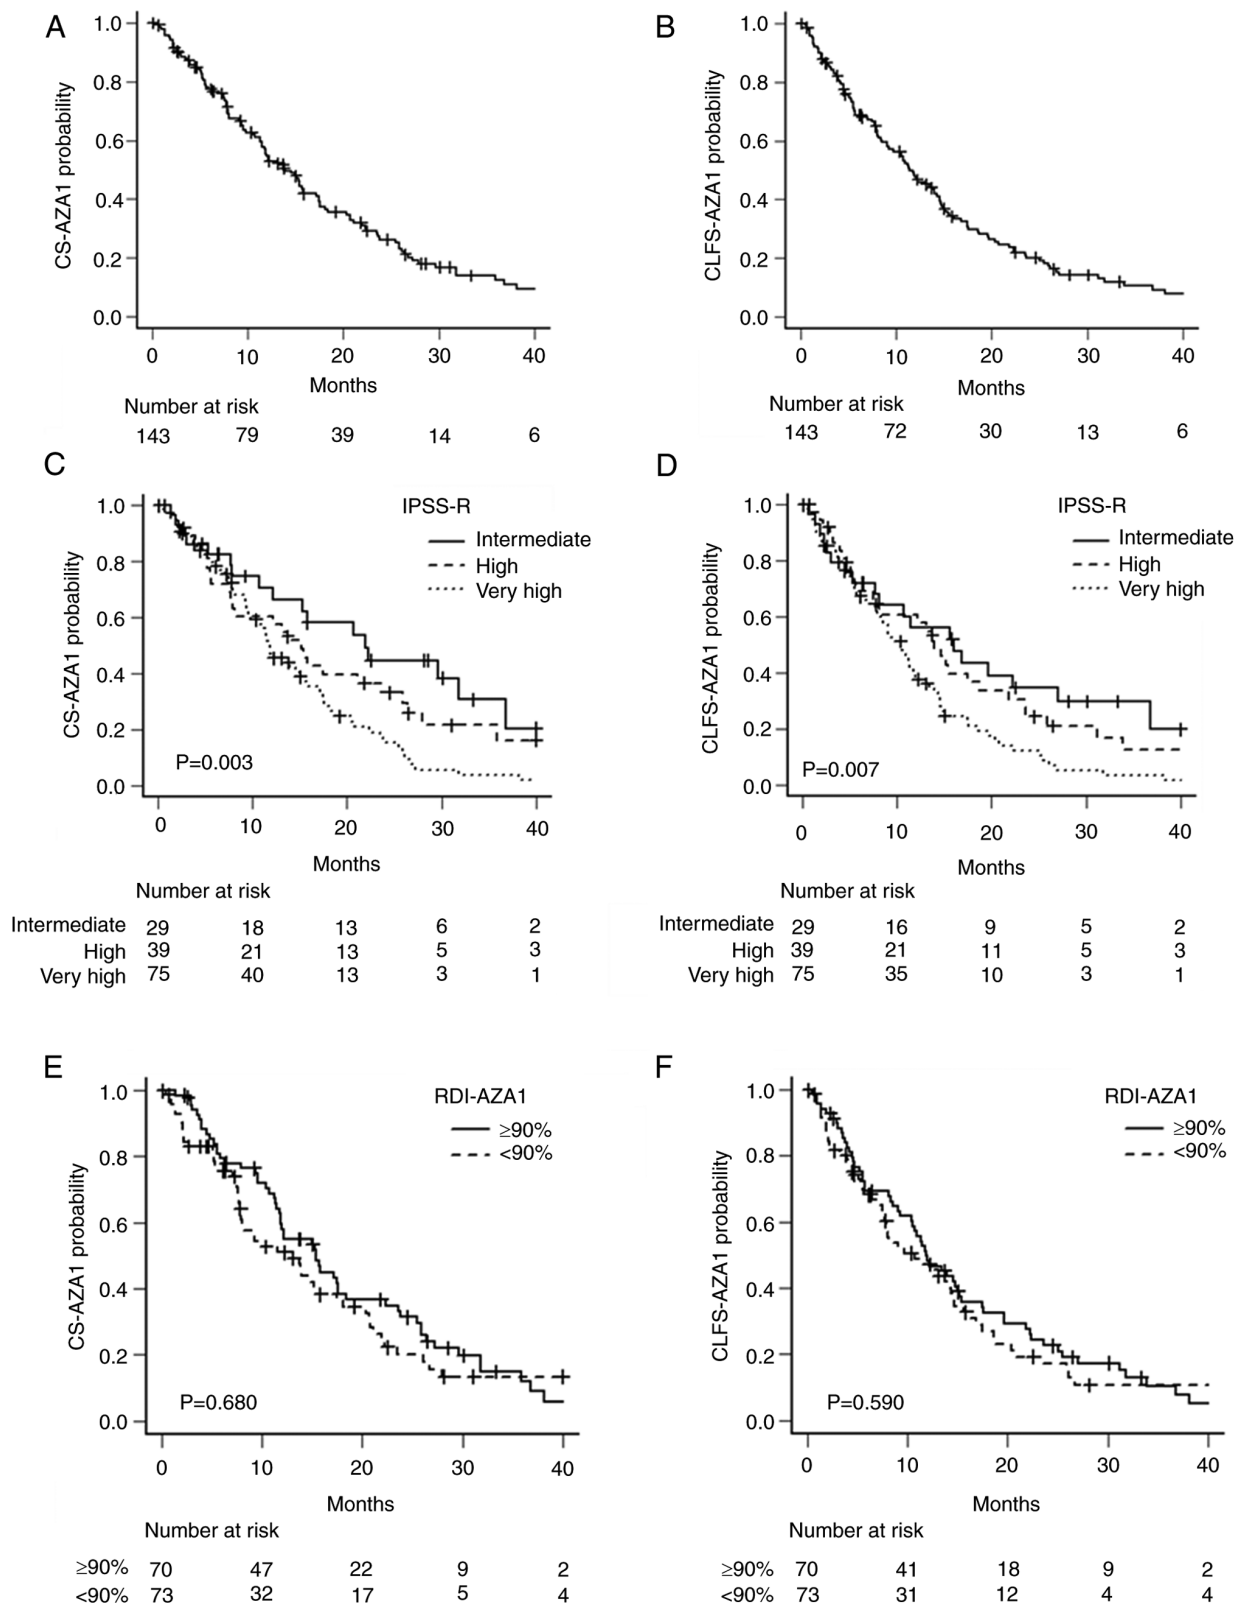 A
CS-AZA1 probability
1.0
0.8
0.6
0.4
0.2
0.0
0 10 20 30 40
Months
Number at risk
143 79 39 14 6
B
CLFS-AZA1 probability
1.0
0.8
0.6
0.4
0.2
0.0
0 10 20 30 40
Months
Number at risk
143 72 30 13 6
C
CS-AZA1 probability
1.0
0.8
0.6
0.4
0.2
0.0
IPSS-R
Intermediate
High
Very high
P=0.003
0 10 20 30 40
Months
Number at risk
Intermediate 29 18 13 6 2
High 39 21 13 5 3
Very high 75 40 13 3 1
D
CLFS-AZA1 probability
1.0
0.8
0.6
0.4
0.2
0.0
IPSS-R
Intermediate
High
Very high
P=0.007
0 10 20 30 40
Months
Number at risk
Intermediate 29 16 9 5 2
High 39 21 11 5 3
Very high 75 35 10 3 1
E
CS-AZA1 probability
1.0
0.8
0.6
0.4
0.2
0.0
RDI-AZA1
≥90%
<90%
P=0.680
0 10 20 30 40
Months
Number at risk
≥90% 70 47 22 9 2
<90% 73 32 17 5 4
F
CLFS-AZA1 probability
1.0
0.8
0.6
0.4
0.2
0.0
RDI-AZA1
≥90%
<90%
P=0.590
0 10 20 30 40
Months
Number at risk
≥90% 70 41 18 9 2
<90% 73 31 12 4 4